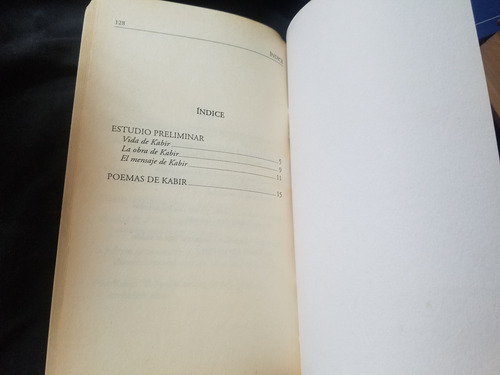 128
ÍNDICE
ÍNDICE
ESTUDIO PRELIMINAR
Vida de Kabir 5
La obra de Kabir 9
El mensaje de Kabir 11
POEMAS DE KABIR 15